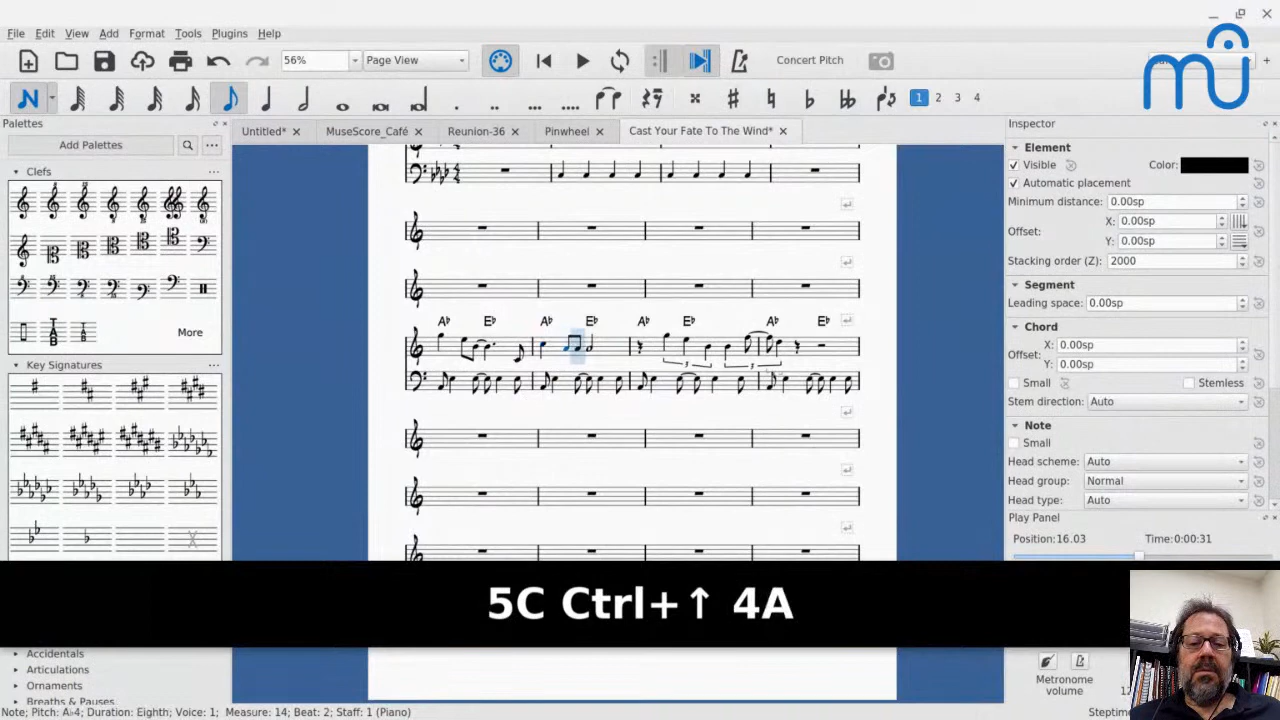 File Edit View Add Format Tools Plugins Help
56% Page View Concert Pitch
N 1 2 3 4
Palettes
Untitled* MuseScore_Café Reunion-36 Pinwheel Cast Your Fate To The Wind*
Inspector
Add Palettes
Element
Visible Color:
Clefs
Automatic placement
Minimum distance: 0.00sp
Offset: X: 0.00sp
Y: 0.00sp
Stacking order (Z): 2000
Segment
Leading space: 0.00sp
A♭ E♭ A♭ E♭ A♭ E♭ A♭ E♭
More
Chord
Offset: X: 0.00sp
Y: 0.00sp
3 3
Key Signatures
Small Stemless
Stem direction: Auto
Note
Small
Head scheme: Auto
Head group: Normal
Head type: Auto
Play Panel
Position:16.03 Time:0:00:31
5C Ctrl+↑ 4A
Accidentals
Articulations
Ornaments
Breaths & Pauses
Metronome
volume
Note; Pitch: A♭4; Duration: Eighth; Voice: 1; Measure: 14; Beat: 2; Staff: 1 (Piano)